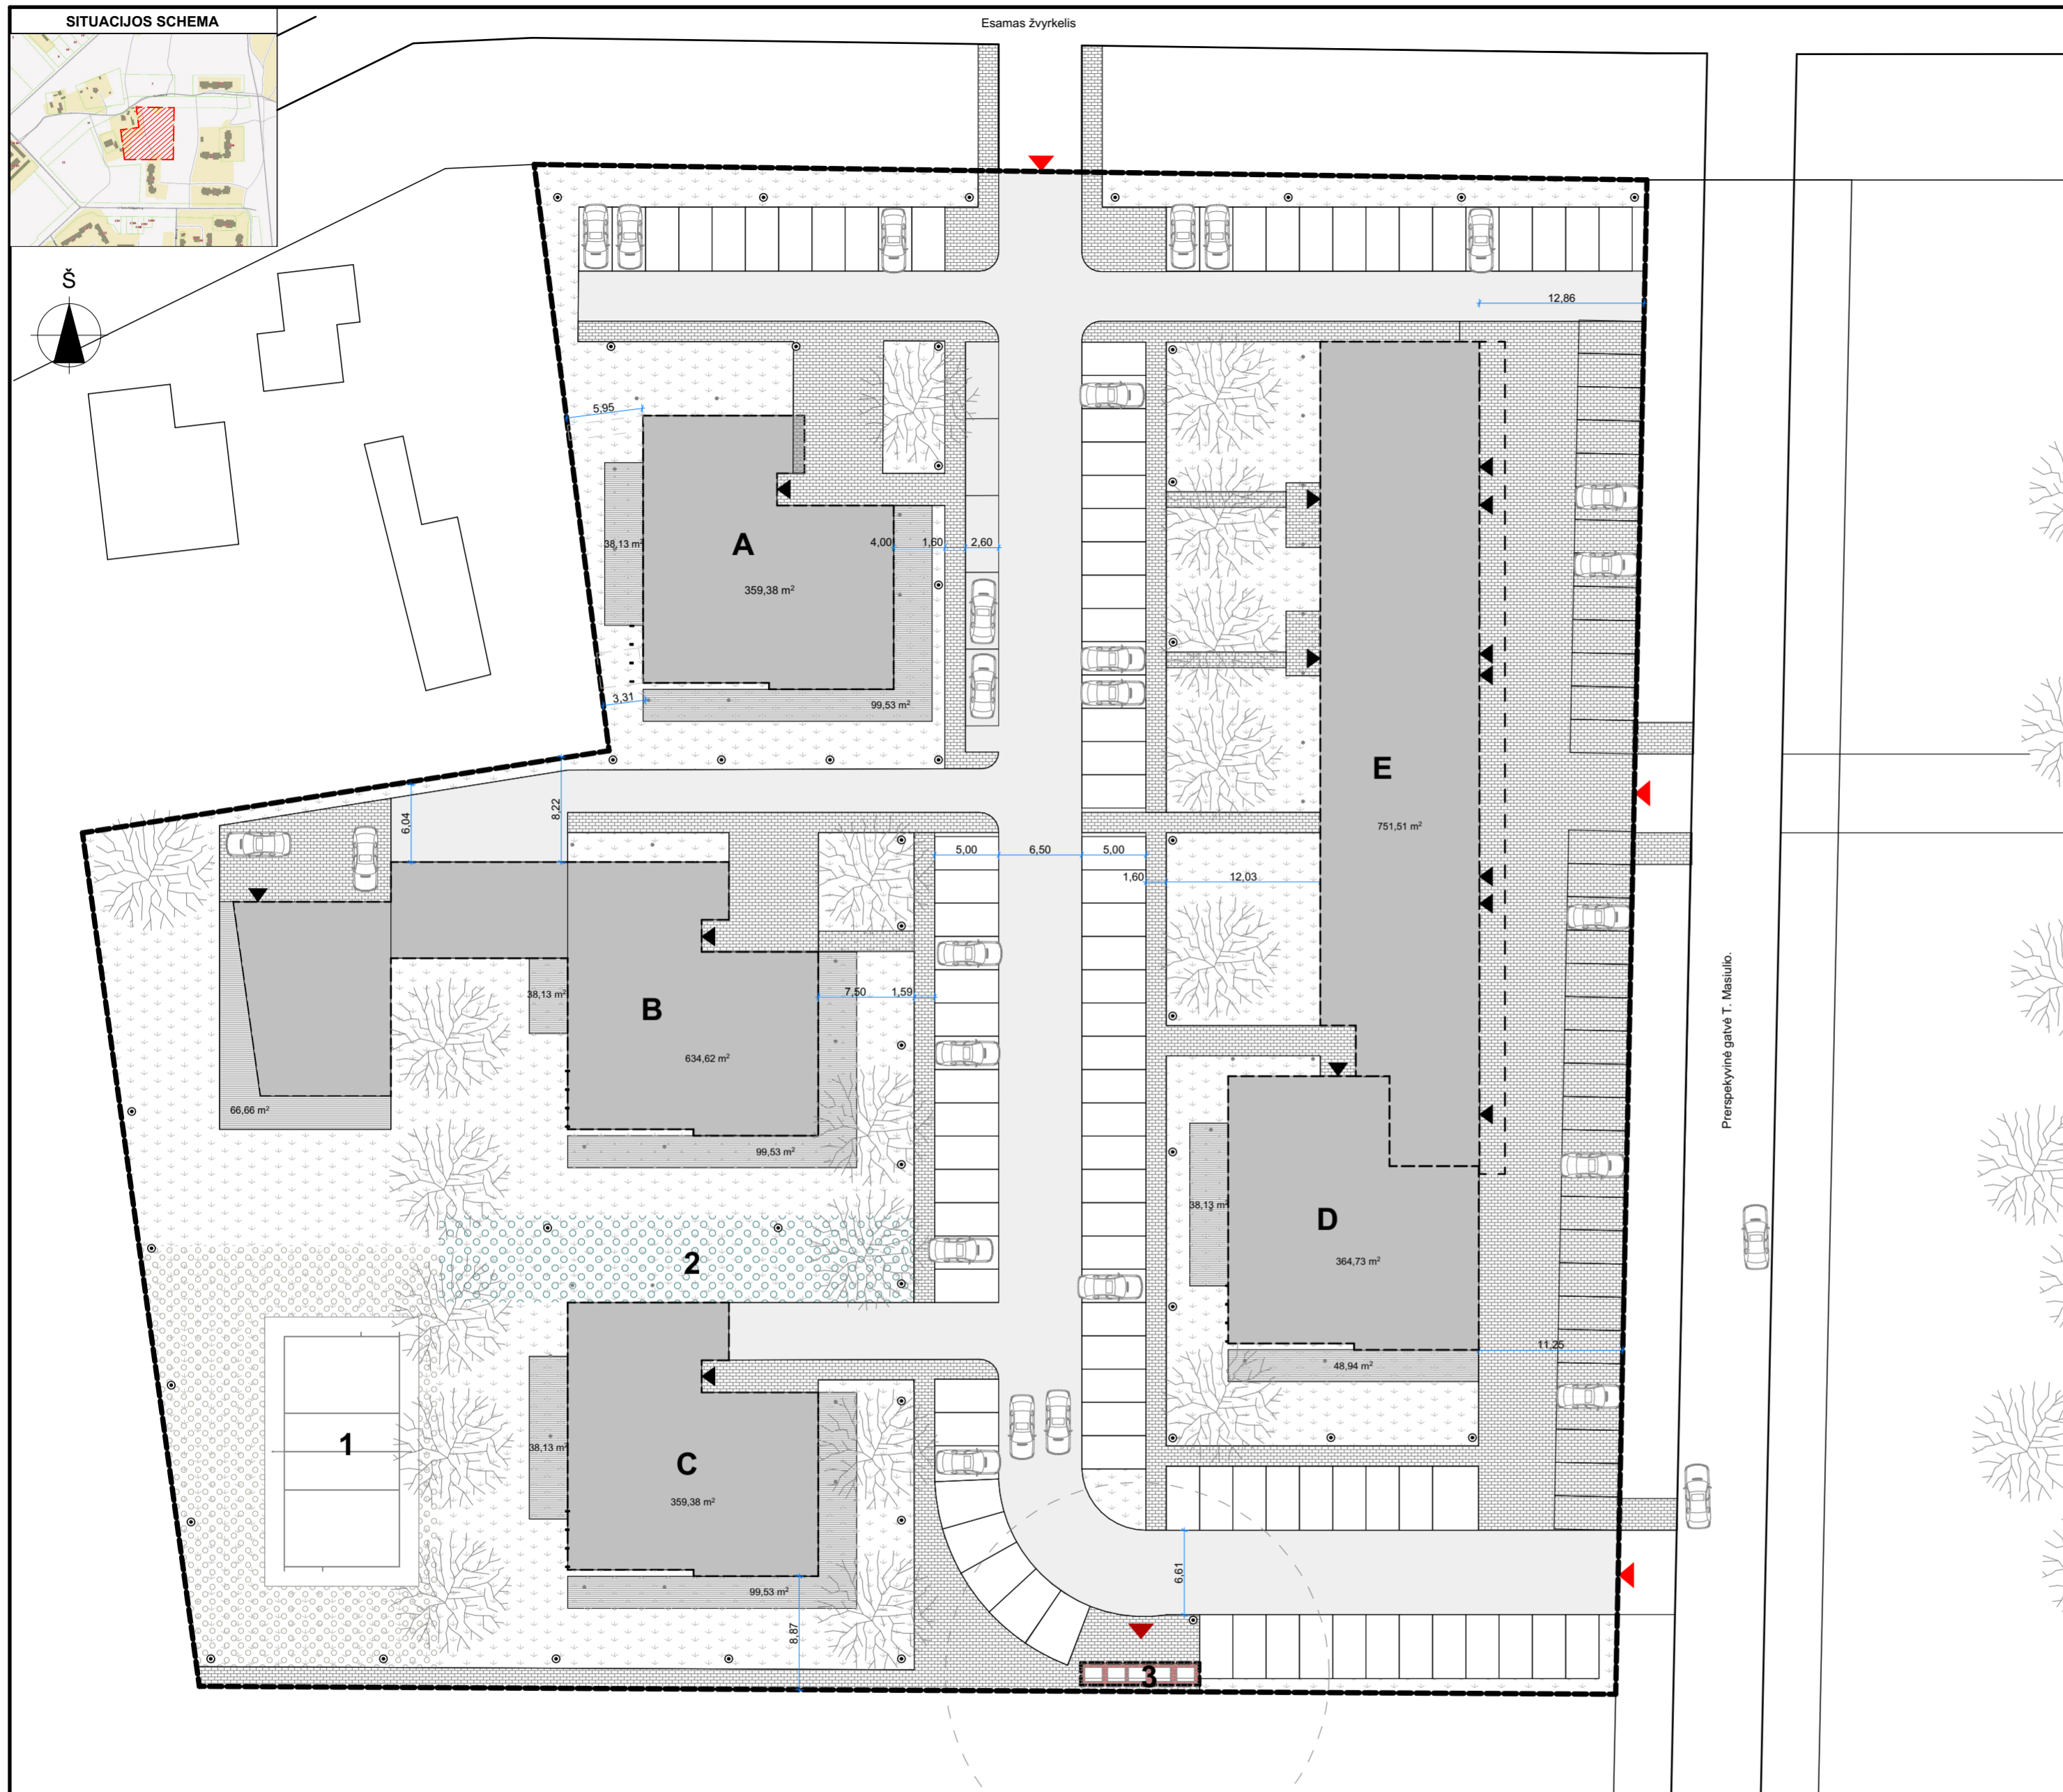 SITUACIJOS SCHEMA
Esamas žvyrkelis
Š
12,86
5,95
A
38,13 m²
4,00
1,60
2,60
359,38 m²
3,31
99,53 m²
E
751,51 m²
6,04
8,22
5,00
6,50
5,00
1,60
12,03
38,13 m²
7,50
1,59
B
634,62 m²
66,66 m²
99,53 m²
Prerspekyvinė gatvė T. Masiulio.
38,13 m²
D
364,73 m²
2
11,25
48,94 m²
1
38,13 m²
C
359,38 m²
99,53 m²
8,87
6,61
3